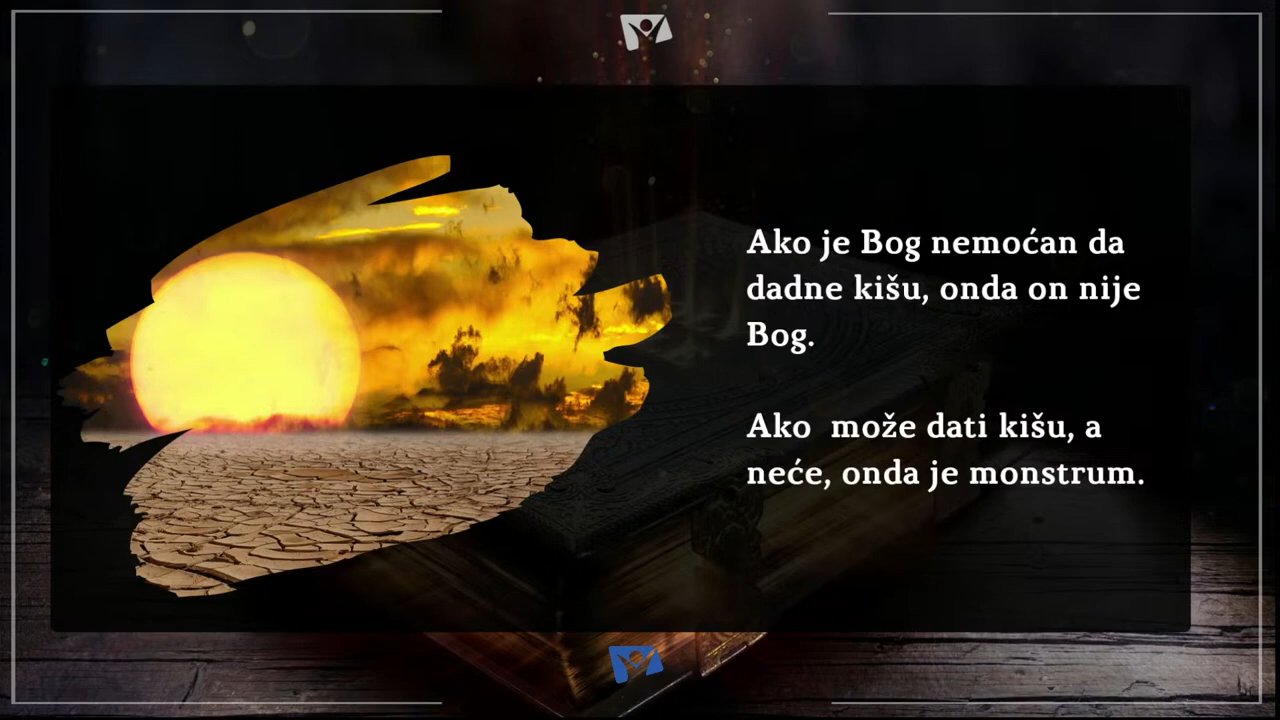 Ako je Bog nemoćan da
dadne kišu, onda on nije
Bog.
Ako  može dati kišu, a
neće, onda je monstrum.